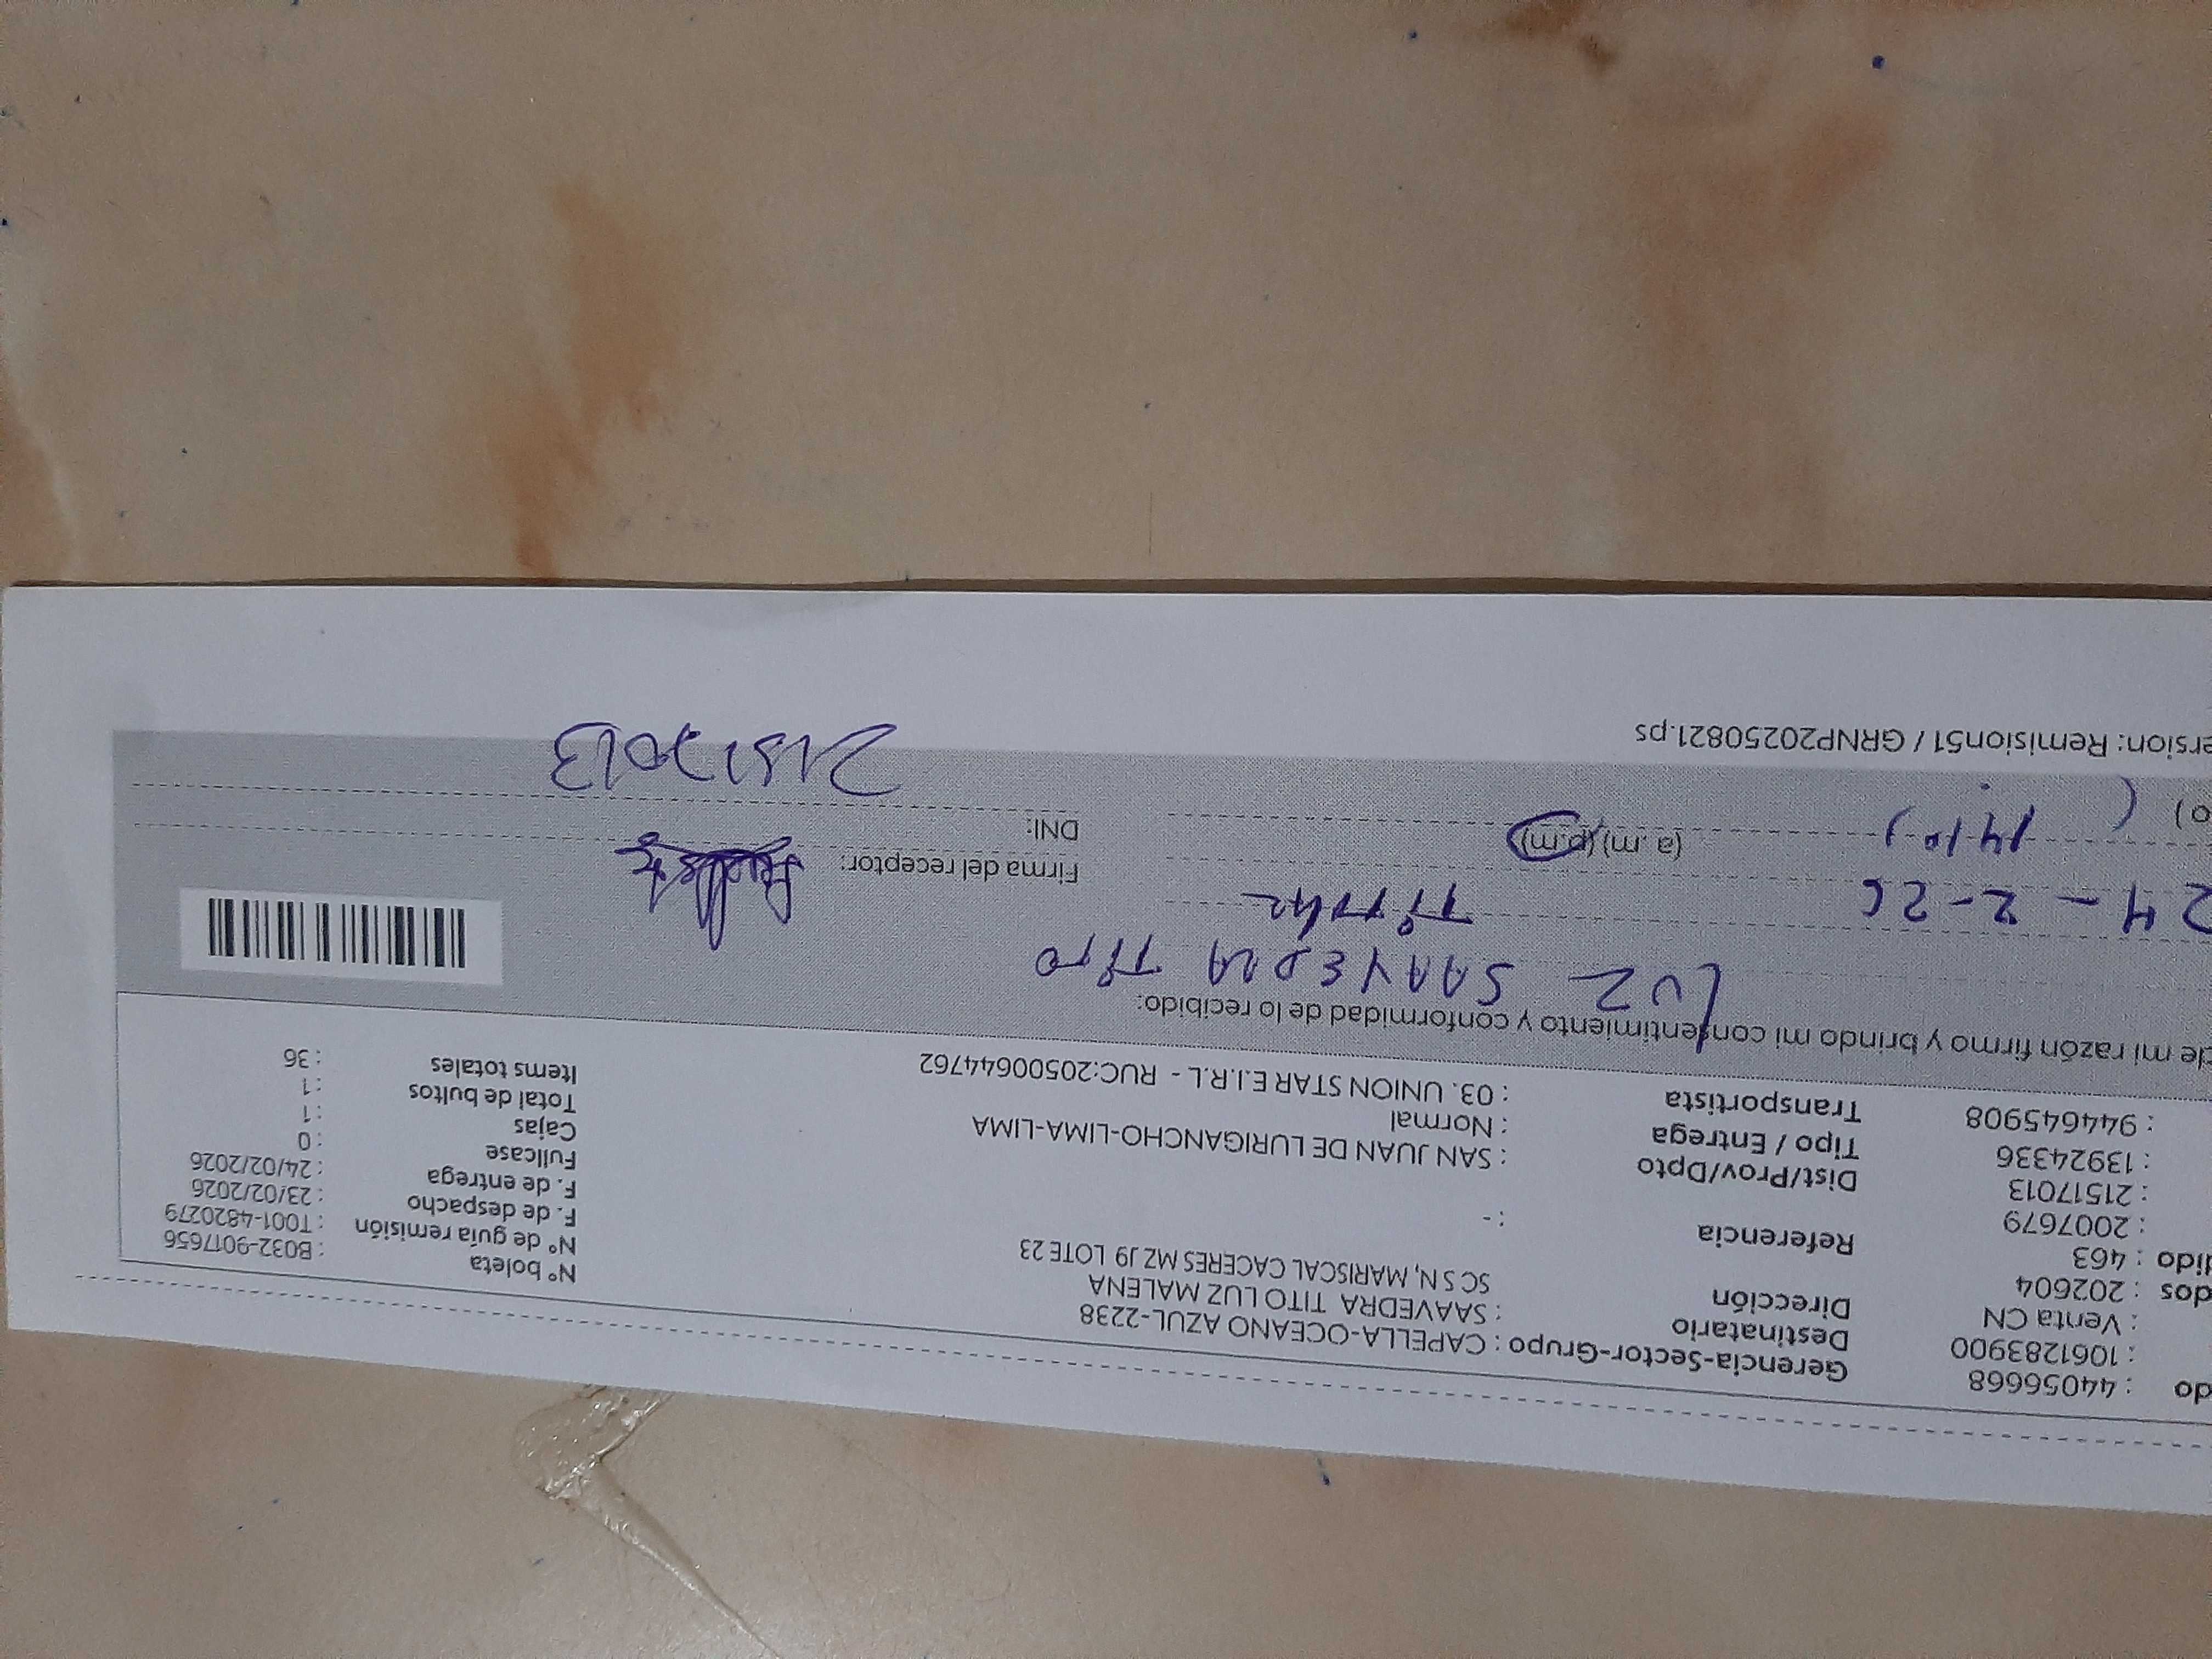 do : 44056668 Gerencia-Sector-Grupo : CAPELLA-OCEANO AZUL-2238
: 1061283900 Destinatario : SAAVEDRA TITO LUZ MALENA
: Venta CN Dirección SC S N, MARISCAL CACERES MZ J9 LOTE 23
dos : 202604
dido : 463
: 2007679 Referencia : -
: 21517013 Dist/Prov/Dpto : SAN JUAN DE LURIGANCHO-LIMA-LIMA
: 13924336 Tipo / Entrega : Normal
: 944645908 Transportista : 03. UNION STAR E.I.R.L - RUC:20500644762
N° boleta : B032-9017656
N° de guía remisión : T001-4820279
F. de despacho : 23/02/2026
F. de entrega : 24/02/2026
Fullcase : 0
Cajas : 1
Total de bultos : 1
Items totales : 36
de mi razón firmo y brindo mi consentimiento y conformidad de lo recibido:
LUZ SAAVEDRA TITO
24-2-26 Titular
Firma del receptor:
14 10 (a.m) (p.m)
DNI: 21517013
ersion: Remision51 / GRNP20250821.ps